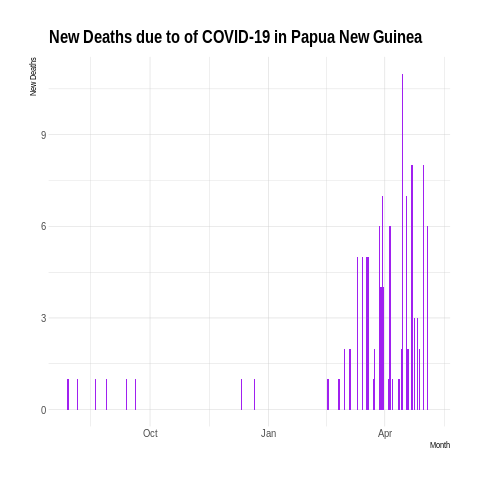 New Deaths due to of COVID-19 in Papua New Guinea
New Deaths
9
6
3
0
Oct Jan Apr
Month